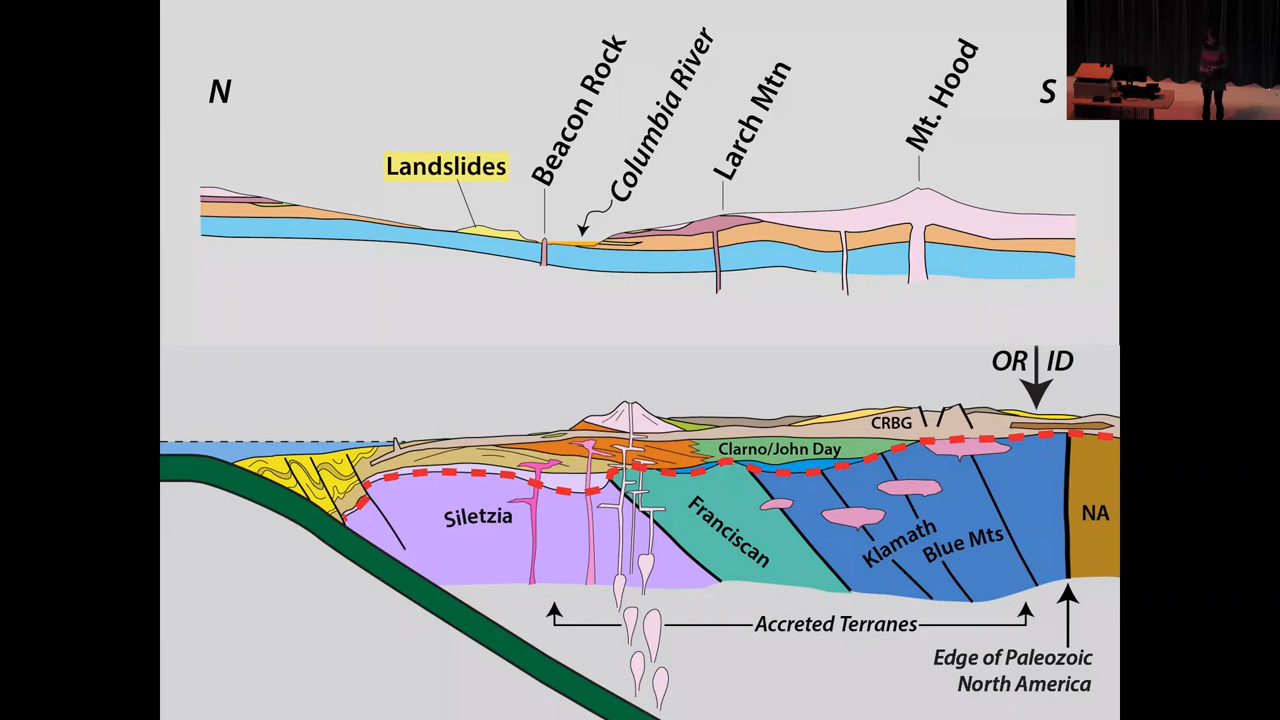 N
Landslides
Beacon Rock
Columbia River
Larch Mtn
Mt. Hood
S
OR ID
CRBG
Clarno/John Day
Siletzia
Franciscan
Klamath
Blue Mts
NA
Accreted Terranes
Edge of Paleozoic
North America